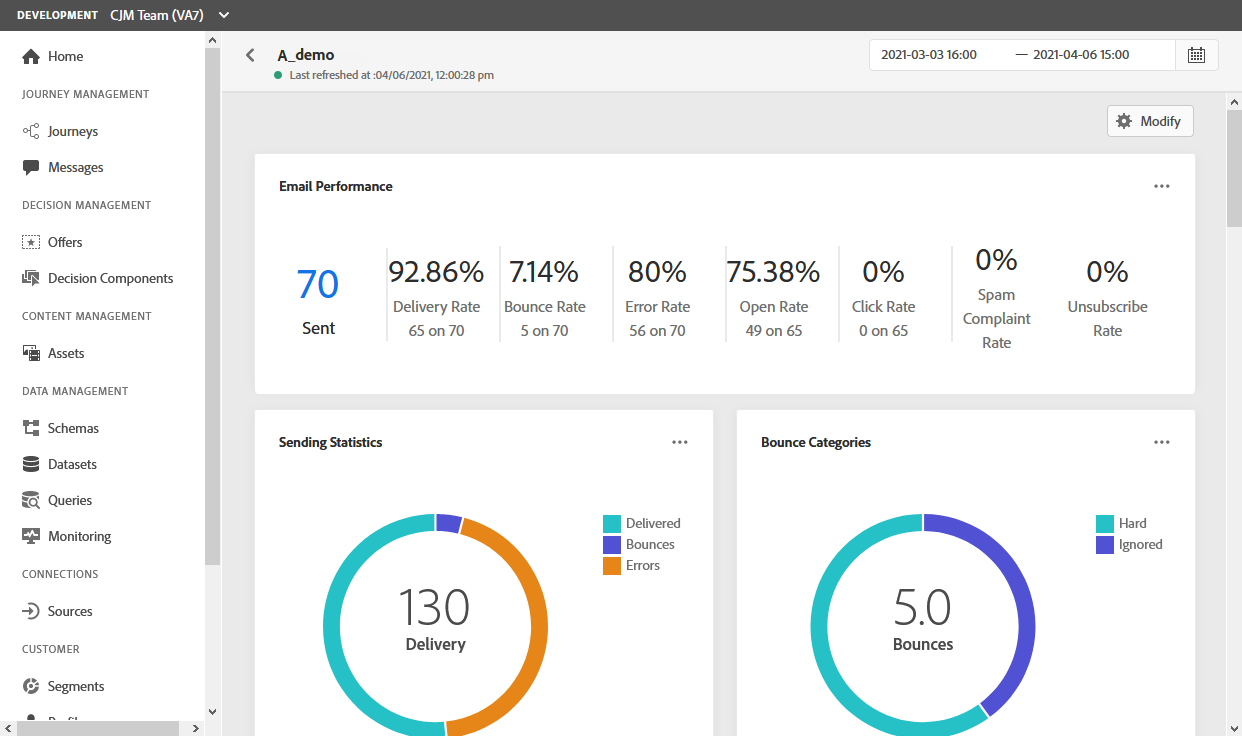 DEVELOPMENT CJM Team (VA7)
Home
JOURNEY MANAGEMENT
Journeys
Messages
DECISION MANAGEMENT
Offers
Decision Components
CONTENT MANAGEMENT
Assets
DATA MANAGEMENT
Schemas
Datasets
Queries
Monitoring
CONNECTIONS
Sources
CUSTOMER
Segments
A_demo
Last refreshed at :04/06/2021, 12:00:28 pm
2021-03-03 16:00 — 2021-04-06 15:00
Modify
Email Performance
70
Sent
92.86%
Delivery Rate
65 on 70
7.14%
Bounce Rate
5 on 70
80%
Error Rate
56 on 70
75.38%
Open Rate
49 on 65
0%
Click Rate
0 on 65
0%
Spam
Complaint
Rate
0%
Unsubscribe
Rate
Sending Statistics
Delivered
Bounces
Errors
130
Delivery
Bounce Categories
Hard
Ignored
5.0
Bounces